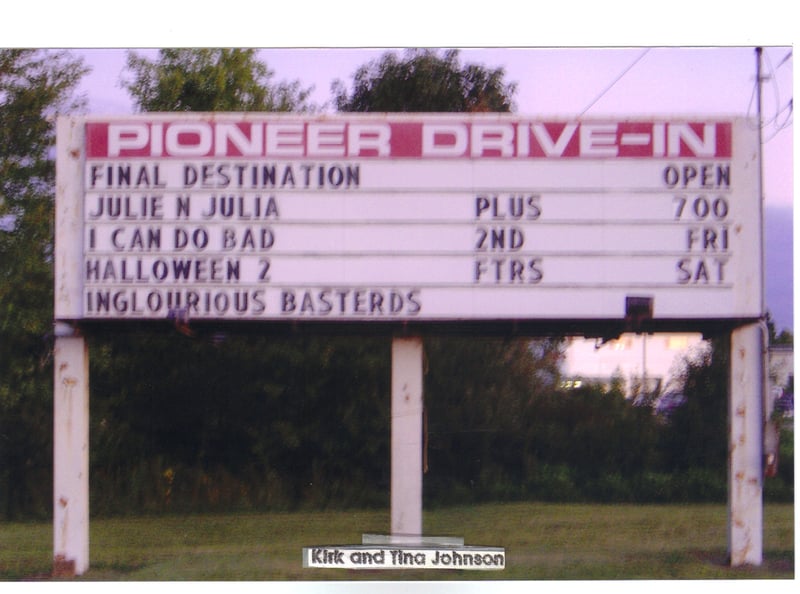 PIONEER DRIVE-IN
FINAL DESTINATION OPEN
JULIE N JULIA PLUS 700
I CAN DO BAD 2ND FRI
HALLOWEEN 2 FTRS SAT
INGLOURIOUS BASTERDS
Kirk and Tina Johnson